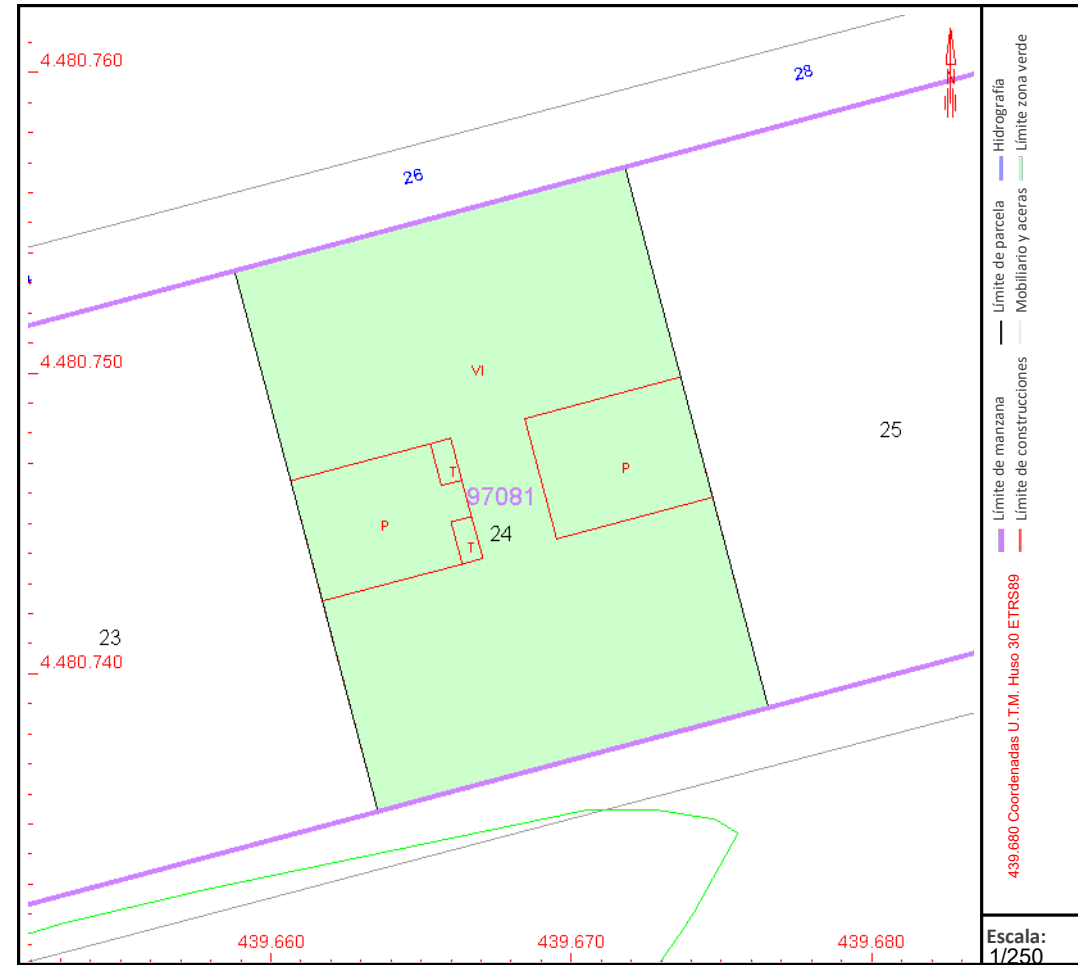 4.480.760
28
26
4.480.750
VI
25
P
T
97081
P
24
T
23
4.480.740
439.660
439.670
439.680
N
Límite de manzana
Límite de parcela
Hidrografía
Límite de construcciones
Mobiliario y aceras
Límite zona verde
439.680 Coordenadas U.T.M. Huso 30 ETRS89
Escala:
1/250